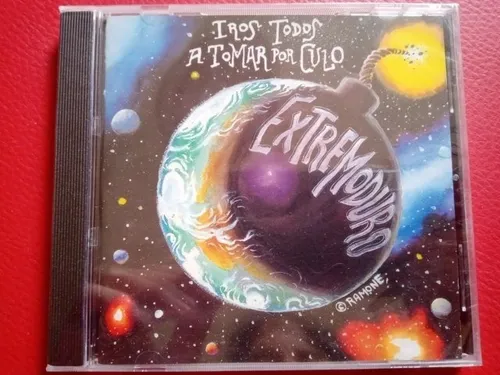 IROS TODOS
A TOMAR POR CULO
EXTREMODURO
© RAMONE